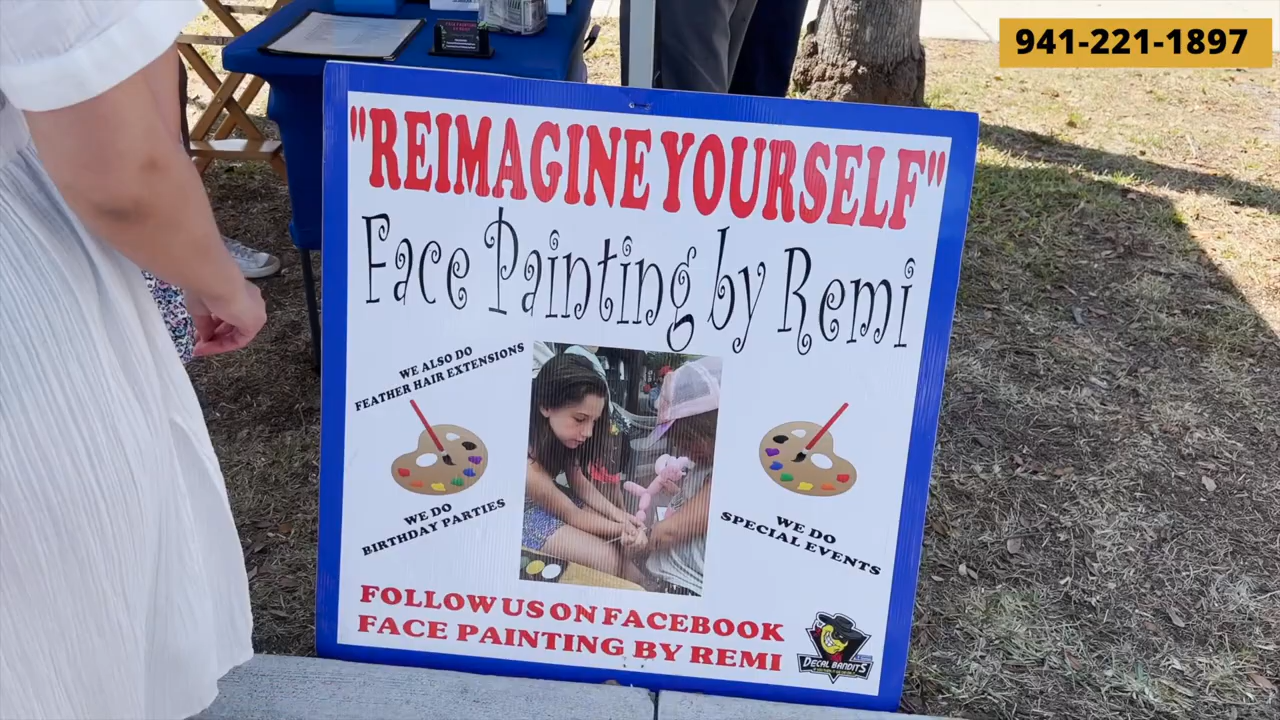 941-221-1897
"REIMAGINE YOURSELF"
Face Painting by Remi
WE ALSO DO
FEATHER HAIR EXTENSIONS
WE DO
BIRTHDAY PARTIES
WE DO
SPECIAL EVENTS
FOLLOW US ON FACEBOOK
FACE PAINTING BY REMI
DECAL BANDITS